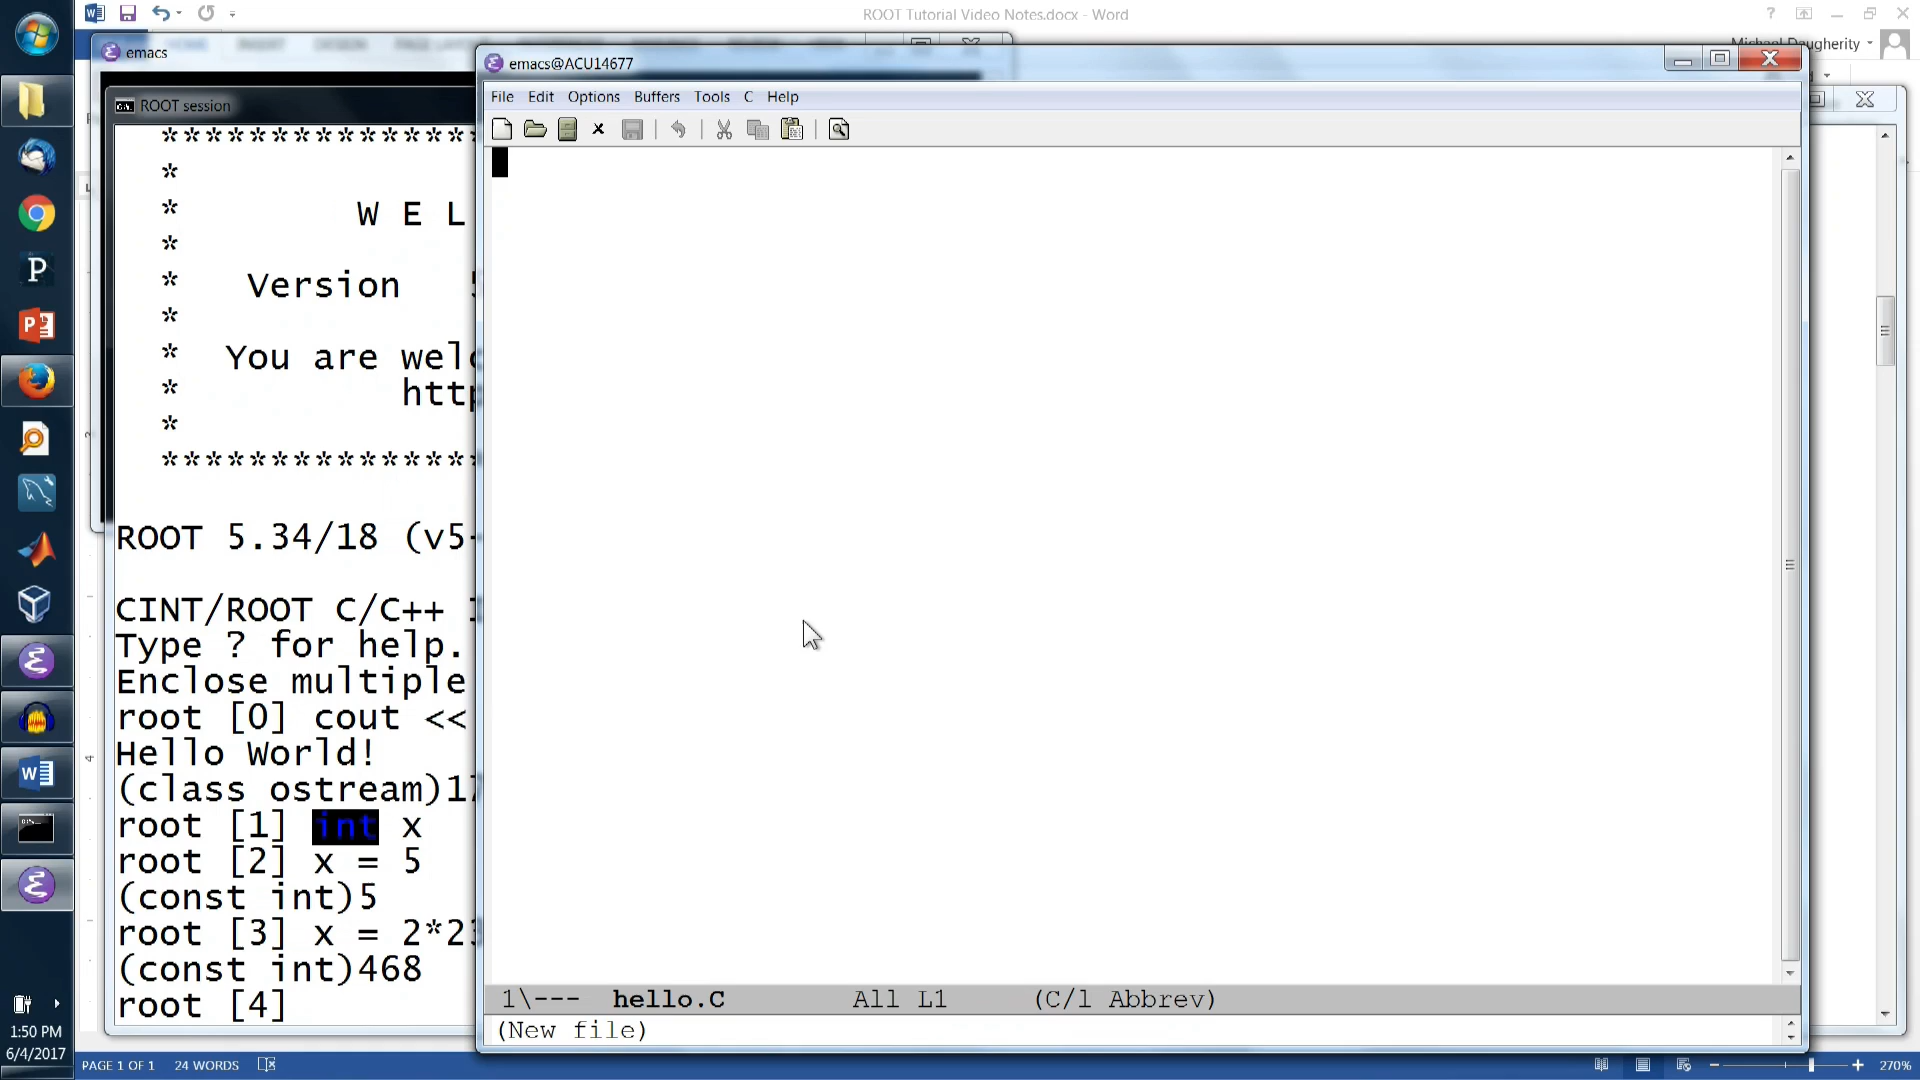 ROOT Tutorial Video Notes.docx - Word
emacs
emacs@ACU14677
File Edit Options Buffers Tools C Help
ROOT session
***************
*
* W E L
*
* Version
*
* You are welc
* http
*
***************
ROOT 5.34/18 (v5-
CINT/ROOT C/C++
Type ? for help.
Enclose multiple
root [0] cout <<
Hello World!
(class ostream)17
root [1] int x
root [2] x = 5
(const int)5
root [3] x = 2*23
(const int)468
root [4]
1\--- hello.C All L1 (C/l Abbrev)
(New file)
1:50 PM
6/4/2017
PAGE 1 OF 1 24 WORDS 270%